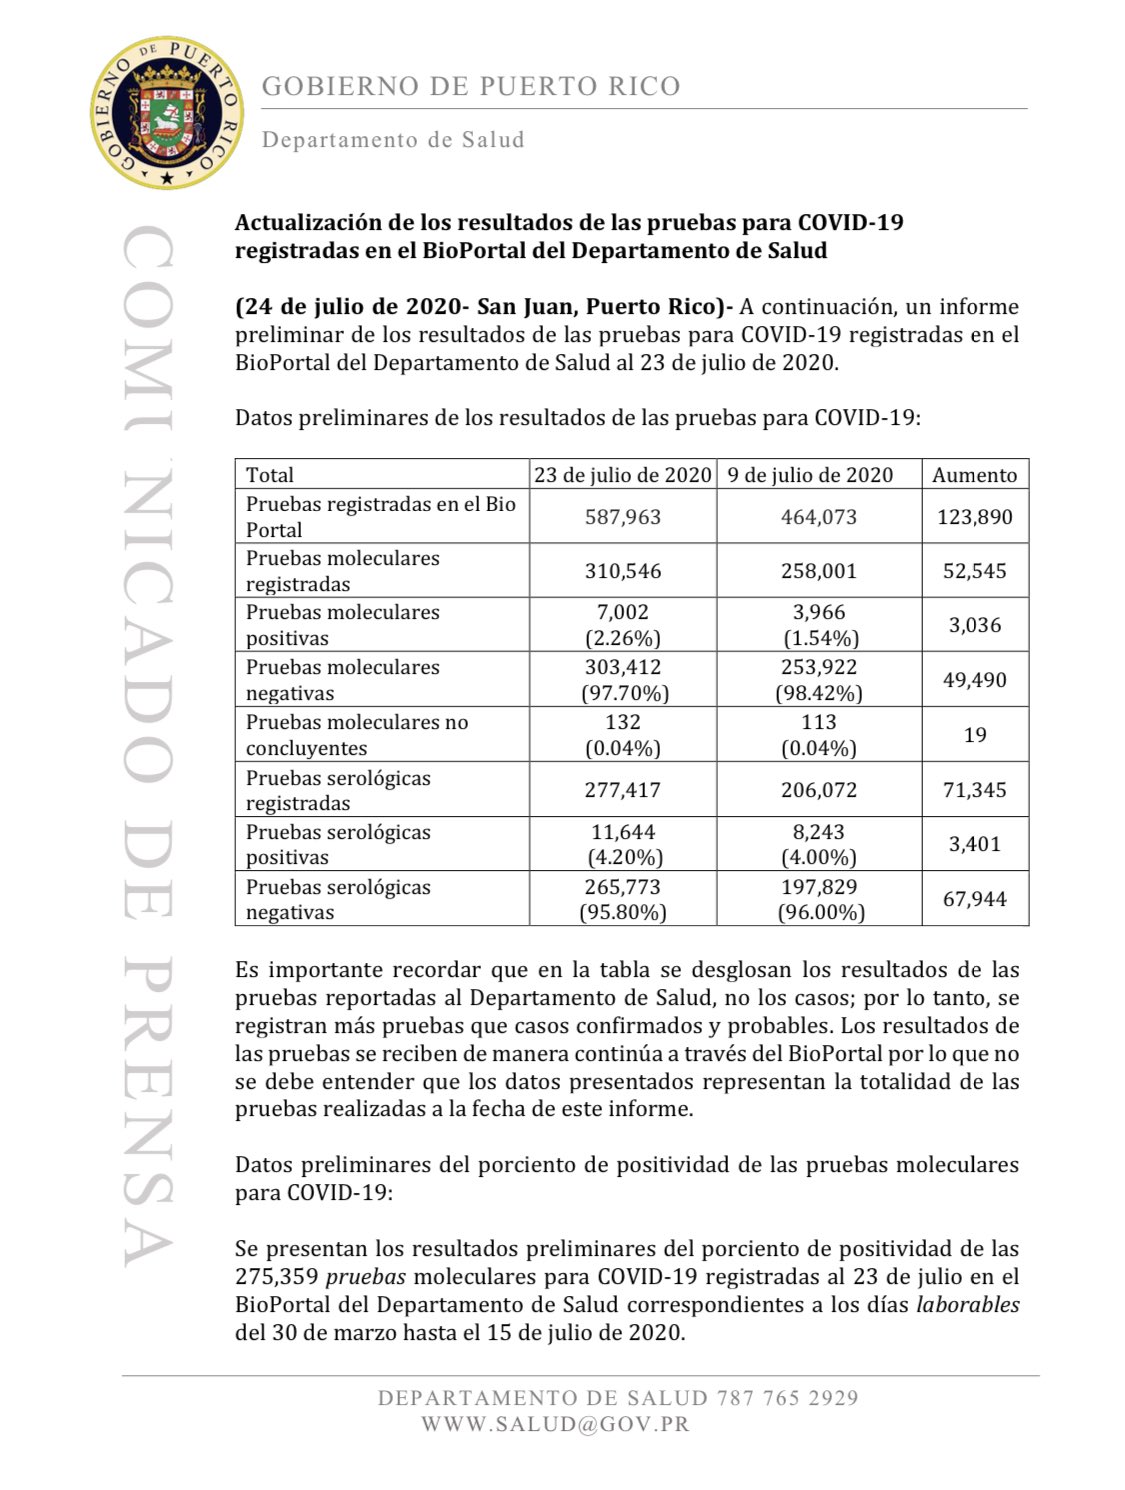 GOBIERNO DE PUERTO RICO
GOBIERNO DE PUERTO RICO
Departamento de Salud
COMUNICADO DE PRENSA
Actualización de los resultados de las pruebas para COVID-19
registradas en el BioPortal del Departamento de Salud
(24 de julio de 2020- San Juan, Puerto Rico)- A continuación, un informe
preliminar de los resultados de las pruebas para COVID-19 registradas en el
BioPortal del Departamento de Salud al 23 de julio de 2020.
Datos preliminares de los resultados de las pruebas para COVID-19:
Total 23 de julio de 2020 9 de julio de 2020 Aumento
Pruebas registradas en el Bio
Portal 587,963 464,073 123,890
Pruebas moleculares
registradas 310,546 258,001 52,545
Pruebas moleculares 7,002 3,966
positivas (2.26%) (1.54%) 3,036
Pruebas moleculares 303,412 253,922
negativas (97.70%) (98.42%) 49,490
Pruebas moleculares no 132 113
concluyentes (0.04%) (0.04%) 19
Pruebas serológicas
registradas 277,417 206,072 71,345
Pruebas serológicas 11,644 8,243
positivas (4.20%) (4.00%) 3,401
Pruebas serológicas 265,773 197,829
negativas (95.80%) (96.00%) 67,944
Es importante recordar que en la tabla se desglosan los resultados de las
pruebas reportadas al Departamento de Salud, no los casos; por lo tanto, se
registran más pruebas que casos confirmados y probables. Los resultados de
las pruebas se reciben de manera continúa a través del BioPortal por lo que no
se debe entender que los datos presentados representan la totalidad de las
pruebas realizadas a la fecha de este informe.
Datos preliminares del porciento de positividad de las pruebas moleculares
para COVID-19:
Se presentan los resultados preliminares del porciento de positividad de las
275,359 pruebas moleculares para COVID-19 registradas al 23 de julio en el
BioPortal del Departamento de Salud correspondientes a los días laborables
del 30 de marzo hasta el 15 de julio de 2020.
DEPARTAMENTO DE SALUD 787 765 2929
WWW.SALUD@GOV.PR